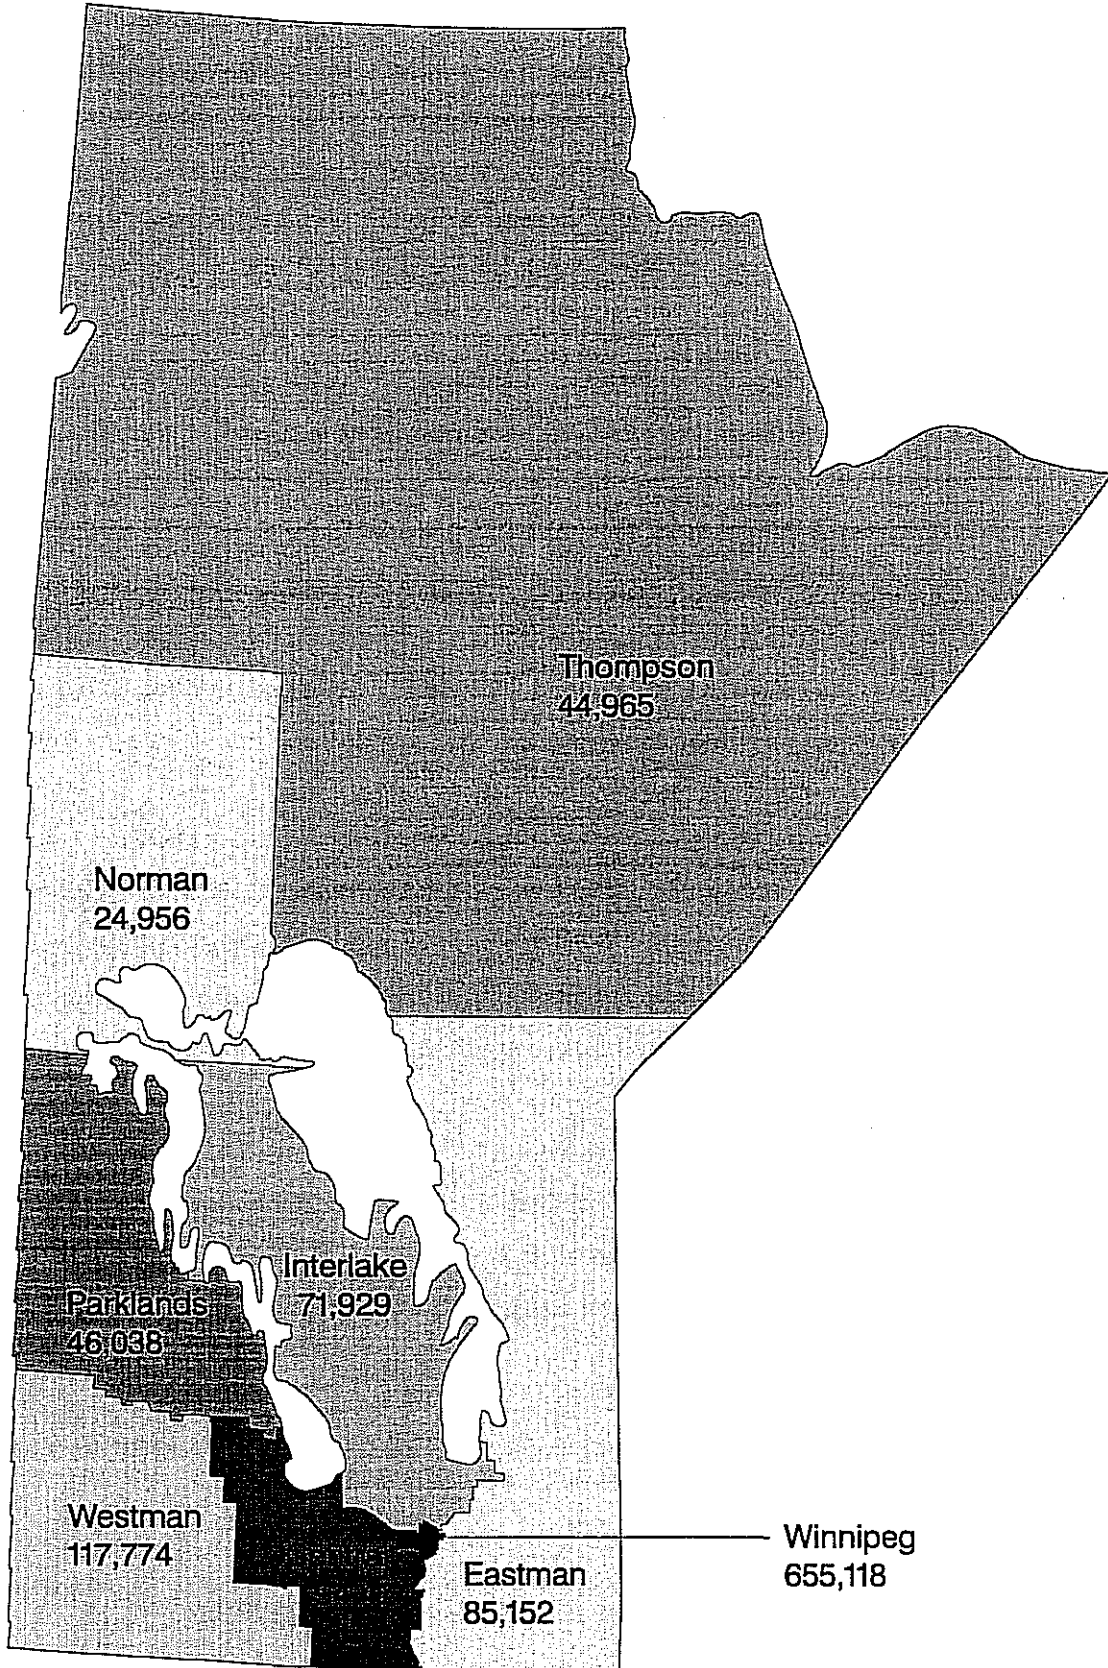 Thompson
44,965
Norman
24,956
Interlake
71,929
Parklands
46,038
Westman
117,774
Winnipeg
655,118
Eastman
85,152